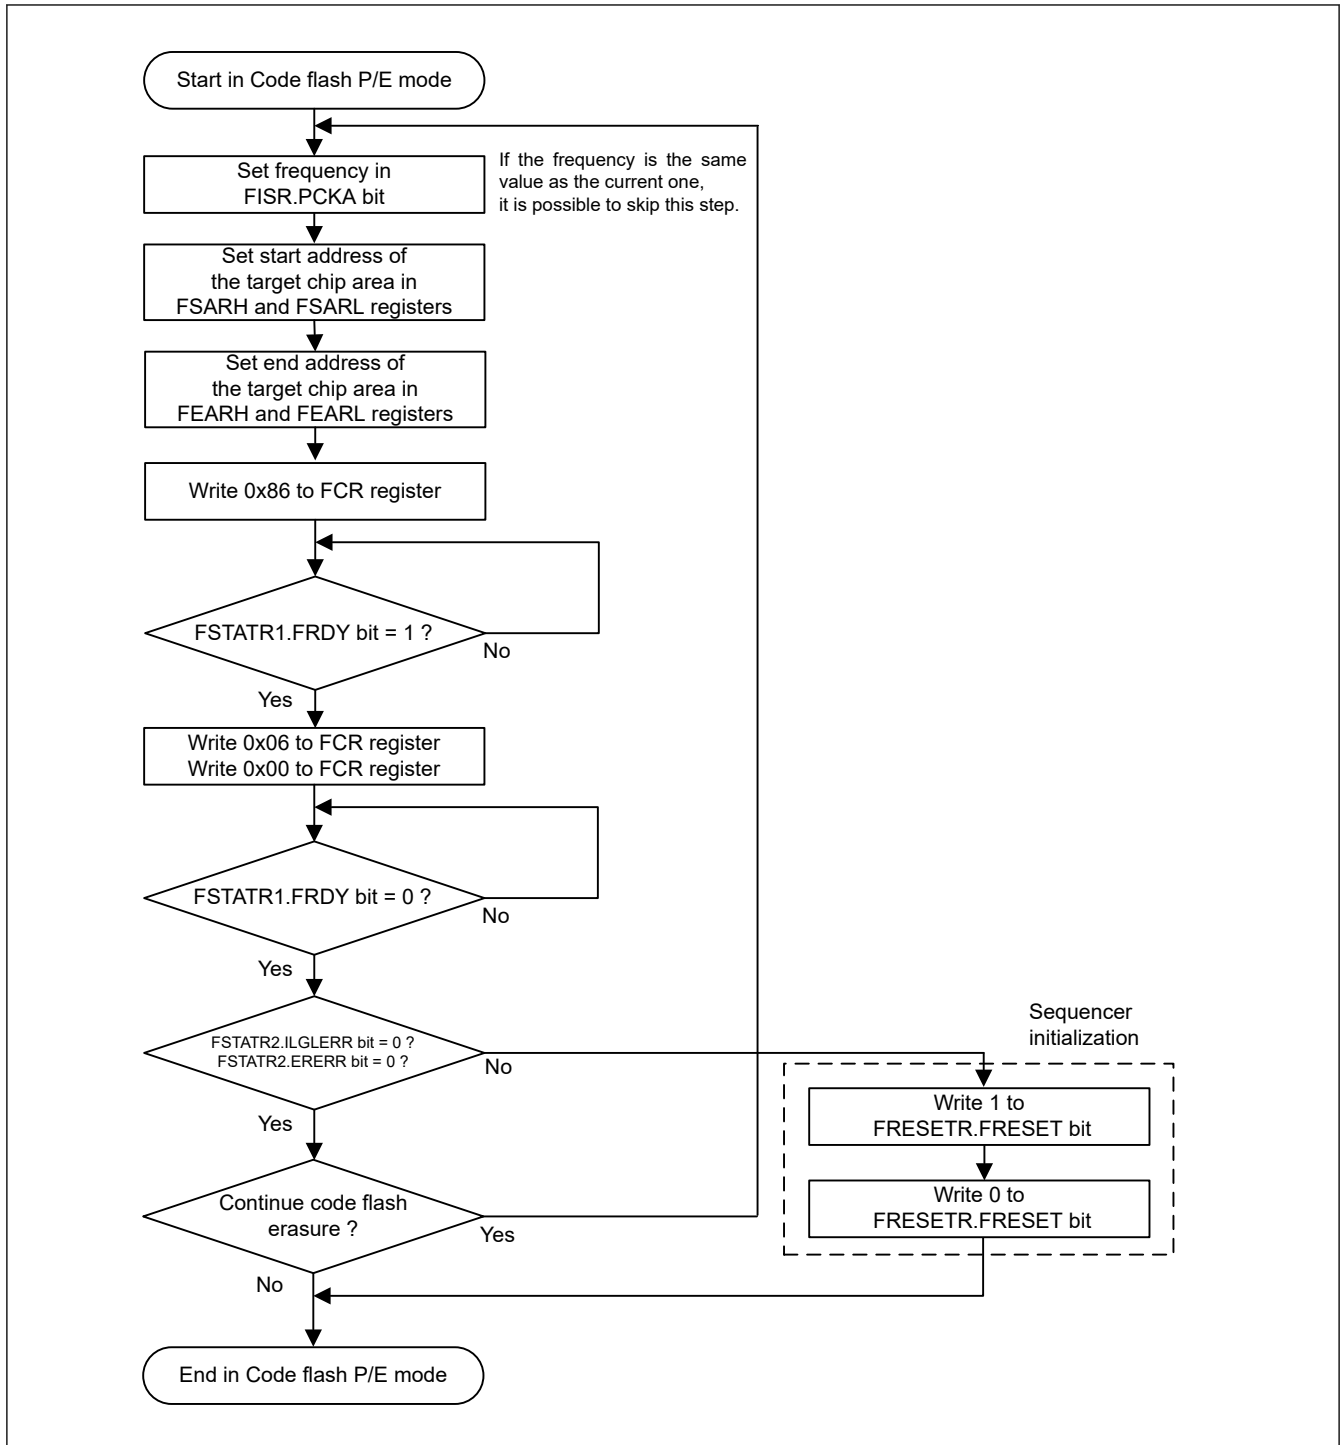 Start in Code flash P/E mode
Set frequency in
FISR.PCKA bit
If the frequency is the same
value as the current one,
it is possible to skip this step.
Set start address of
the target chip area in
FSARH and FSARL registers
Set end address of
the target chip area in
FEARH and FEARL registers
Write 0x86 to FCR register
FSTATR1.FRDY bit = 1 ?
No
Yes
Write 0x06 to FCR register
Write 0x00 to FCR register
FSTATR1.FRDY bit = 0 ?
No
Yes
FSTATR2.ILGLERR bit = 0 ?
FSTATR2.ERERR bit = 0 ?
No
Yes
Sequencer
initialization
Write 1 to
FRESETR.FRESET bit
Write 0 to
FRESETR.FRESET bit
Continue code flash
erasure ?
Yes
No
End in Code flash P/E mode